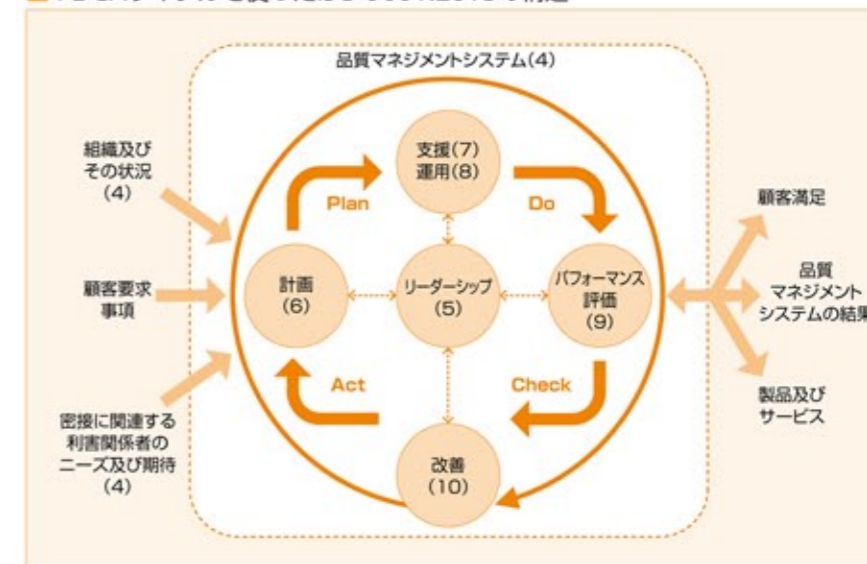 品質マネジメントシステム(4)
組織及び
その状況
(4)
顧客要求
事項
密接に関連する
利害関係者の
ニーズ及び期待
(4)
支援(7)
運用(8)
Plan
Do
計画
(6)
リーダーシップ
(5)
パフォーマンス
評価
(9)
Act
Check
改善
(10)
顧客満足
品質
マネジメント
システムの結果
製品及び
サービス